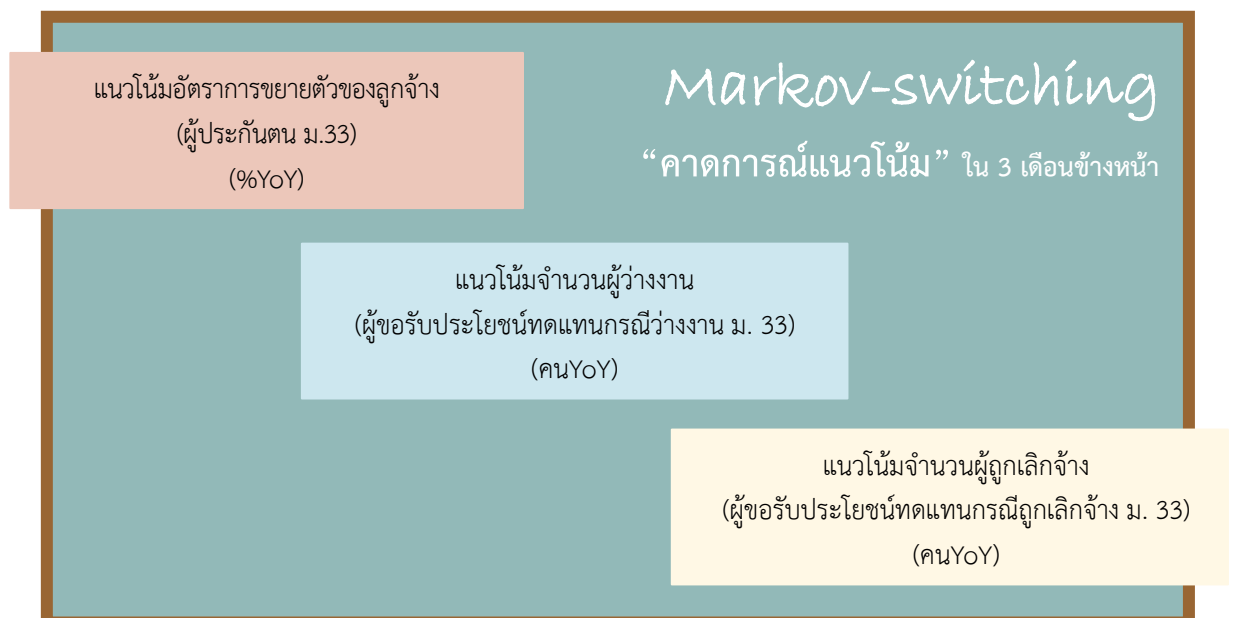 แนวโน้มอัตราการขยายตัวของลูกจ้าง
(ผู้ประกันตน ม.33)
(%YoY)
Markov-switching
“คาดการณ์แนวโน้ม” ใน 3 เดือนข้างหน้า
แนวโน้มจำนวนผู้ว่างงาน
(ผู้ขอรับประโยชน์ทดแทนกรณีว่างงาน ม. 33)
(คนYoY)
แนวโน้มจำนวนผู้ถูกเลิกจ้าง
(ผู้ขอรับประโยชน์ทดแทนกรณีถูกเลิกจ้าง ม. 33)
(คนYoY)